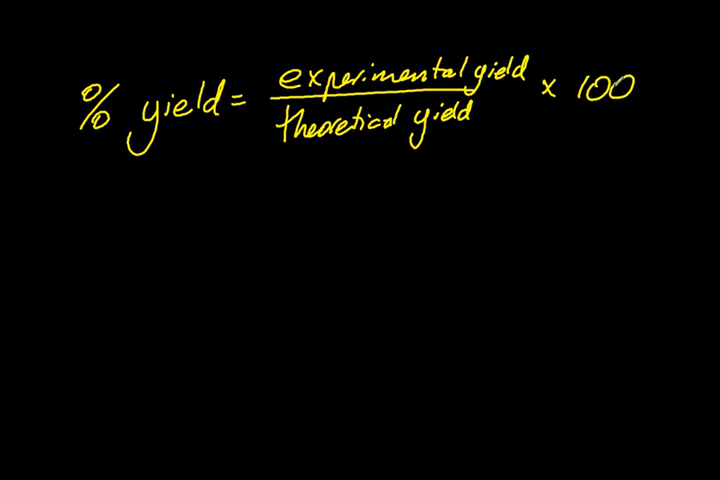 % yield = experimental yield / theoretical yield x 100